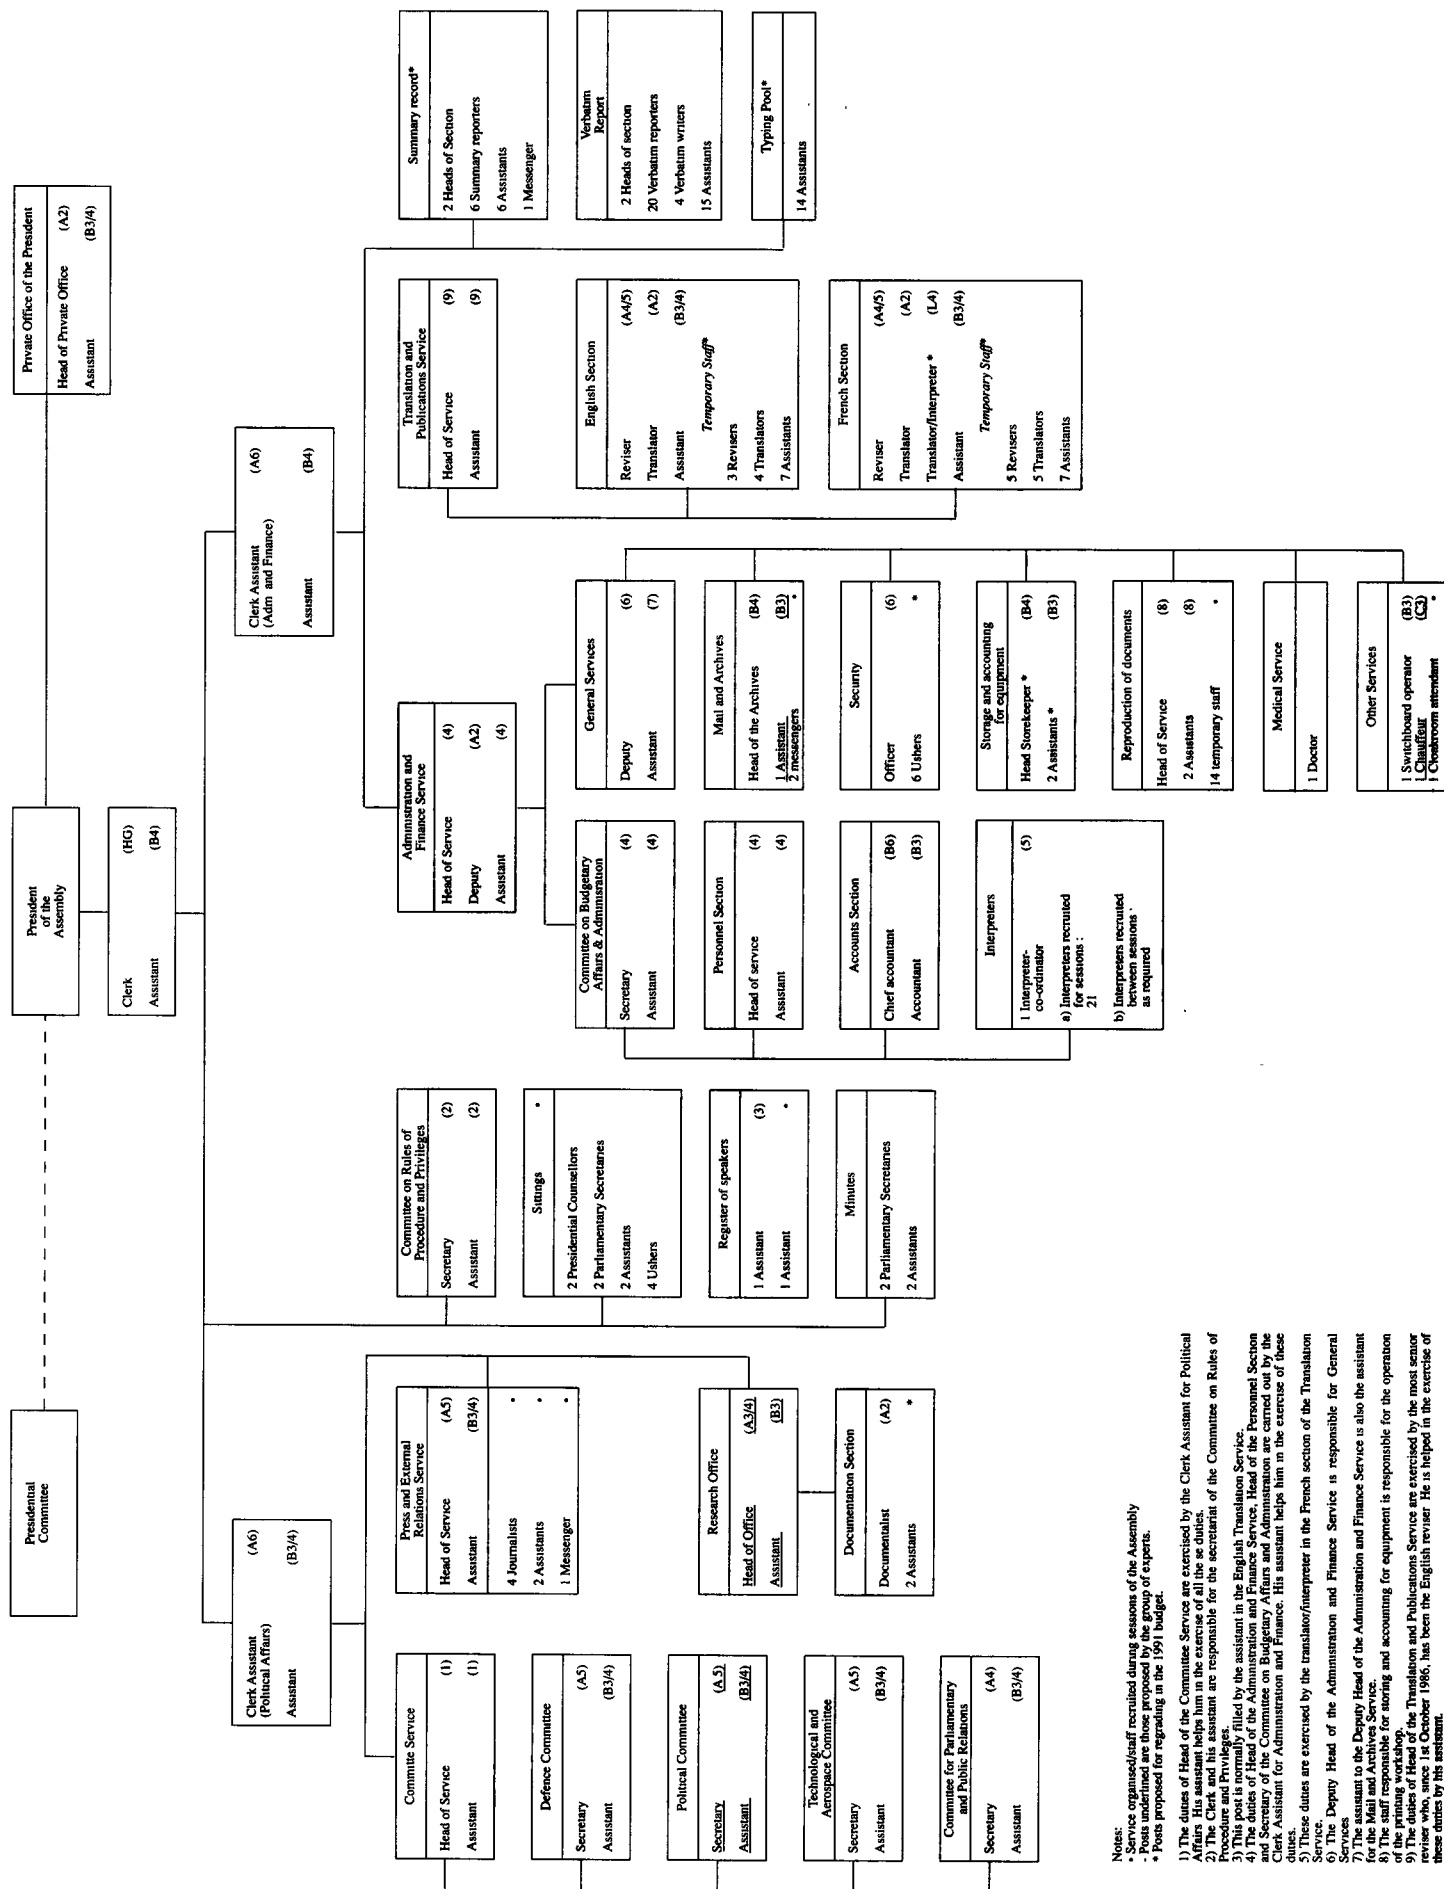 Presidential
Committee
President
of the
Assembly
Private Office of the President
Head of Private Office (A2)
Assistant (B3/4)
Clerk (HG)
Assistant (B4)
Clerk Assistant (A6)
(Political Affairs)
Assistant (B3/4)
Clerk Assistant (A6)
(Adm and Finance)
Assistant (B4)
Committe Service
Head of Service (1)
Assistant (1)
Defence Committee
Secretary (A5)
Assistant (B3/4)
Political Committee
Secretary (A 5)
Assistant (B3/4)
Technological and
Aerospace Committee
Secretary (A5)
Assistant (B3/4)
Committee for Parliamentary
and Public Relations
Secretary (A4)
Assistant (B3/4)
Press and External
Relations Service
Head of Service (A5)
Assistant (B3/4)
4 Journalists •
2 Assistants •
1 Messenger •
Research Office
Head of Office (A3/4)
Assistant (B3)
Documentation Section
Documentalist (A2)
2 Assistants *
Committee on Rules of
Procedure and Privileges
Secretary (2)
Assistant (2)
Sittings •
2 Presidential Counsellors
2 Parliamentary Secretaries
2 Assistants
4 Ushers
Register of speakers
1 Assistant (3)
1 Assistant •
Minutes
2 Parliamentary Secretaries
2 Assistants
Administration and
Finance Service
Head of Service (4)
Deputy (A2)
Assistant (4)
Committee on Budgetary
Affairs & Adminisration
Secretary (4)
Assistant (4)
Personnel Section
Head of service (4)
Assistant (4)
Accounts Section
Chief accountant (B6)
Accountant (B3)
Interpreters
1 Interpreter- (5)
co-ordinator
a) Interpreters recruited
for sessions :
21
b) Interpreters recruited
between sessions ·
as required
General Services
Deputy (6)
Assistant (7)
Mail and Archives
Head of the Archives (B4)
1 Assistant (B3)
2 messengers •
Security
Officer (6)
6 Ushers *
Storage and accounting
for equipment
Head Storekeeper * (B4)
2 Assistants * (B3)
Reproduction of documents
Head of Service (8)
2 Assistants (8)
14 temporary staff •
Medical Service
1 Doctor
Other Services
1 Switchboard operator (B3)
1 Chauffeur (C3)
1 Cloakroom attendant •
Translation and
Publications Service
Head of Service (9)
Assistant (9)
English Section
Reviser (A4/5)
Translator (A2)
Assistant (B3/4)
Temporary Staff*
3 Revisers
4 Translators
7 Assistants
French Section
Reviser (A4/5)
Translator (A2)
Translator/Interpreter * (L4)
Assistant (B3/4)
Temporary Staff*
5 Revisers
5 Translators
7 Assistants
Summary record*
2 Heads of Section
6 Summary reporters
6 Assistants
1 Messenger
Verbatim
Report
2 Heads of section
20 Verbatim reporters
4 Verbatim writers
15 Assistants
Typing Pool*
14 Assistants
Notes:
• Service organised/staff recruited during sessions of the Assembly
- Posts underlined are those proposed by the group of experts.
* Posts proposed for regrading in the 1991 budget.
1) The duties of Head of the Committee Service are exercised by the Clerk Assistant for Political
Affairs His assistant helps him in the exercise of all the se duties.
2) The Clerk and his assistant are responsible for the secretariat of the Committee on Rules of
Procedure and Privileges.
3) This post is normally filled by the assistant in the English Translation Service.
4) The duties of Head of the Administration and Finance Service, Head of the Personnel Section
and Secretary of the Committee on Budgetary Affairs and Administration are carried out by the
Clerk Assistant for Administration and Finance. His assistant helps him in the exercise of these
duties.
5) These duties are exercised by the translator/interpreter in the French section of the Translation
Service.
6) The Deputy Head of the Administration and Finance Service is responsible for General
Services
7) The assistant to the Deputy Head of the Administration and Finance Service is also the assistant
for the Mail and Archives Service.
8) The staff responsible for storing and accounting for equipment is responsible for the operation
of the printing workshop.
9) The duties of Head of the Translation and Publications Service are exercised by the most senior
reviser who, since 1st October 1986, has been the English reviser He is helped in the exercise of
these duties by his assistant.